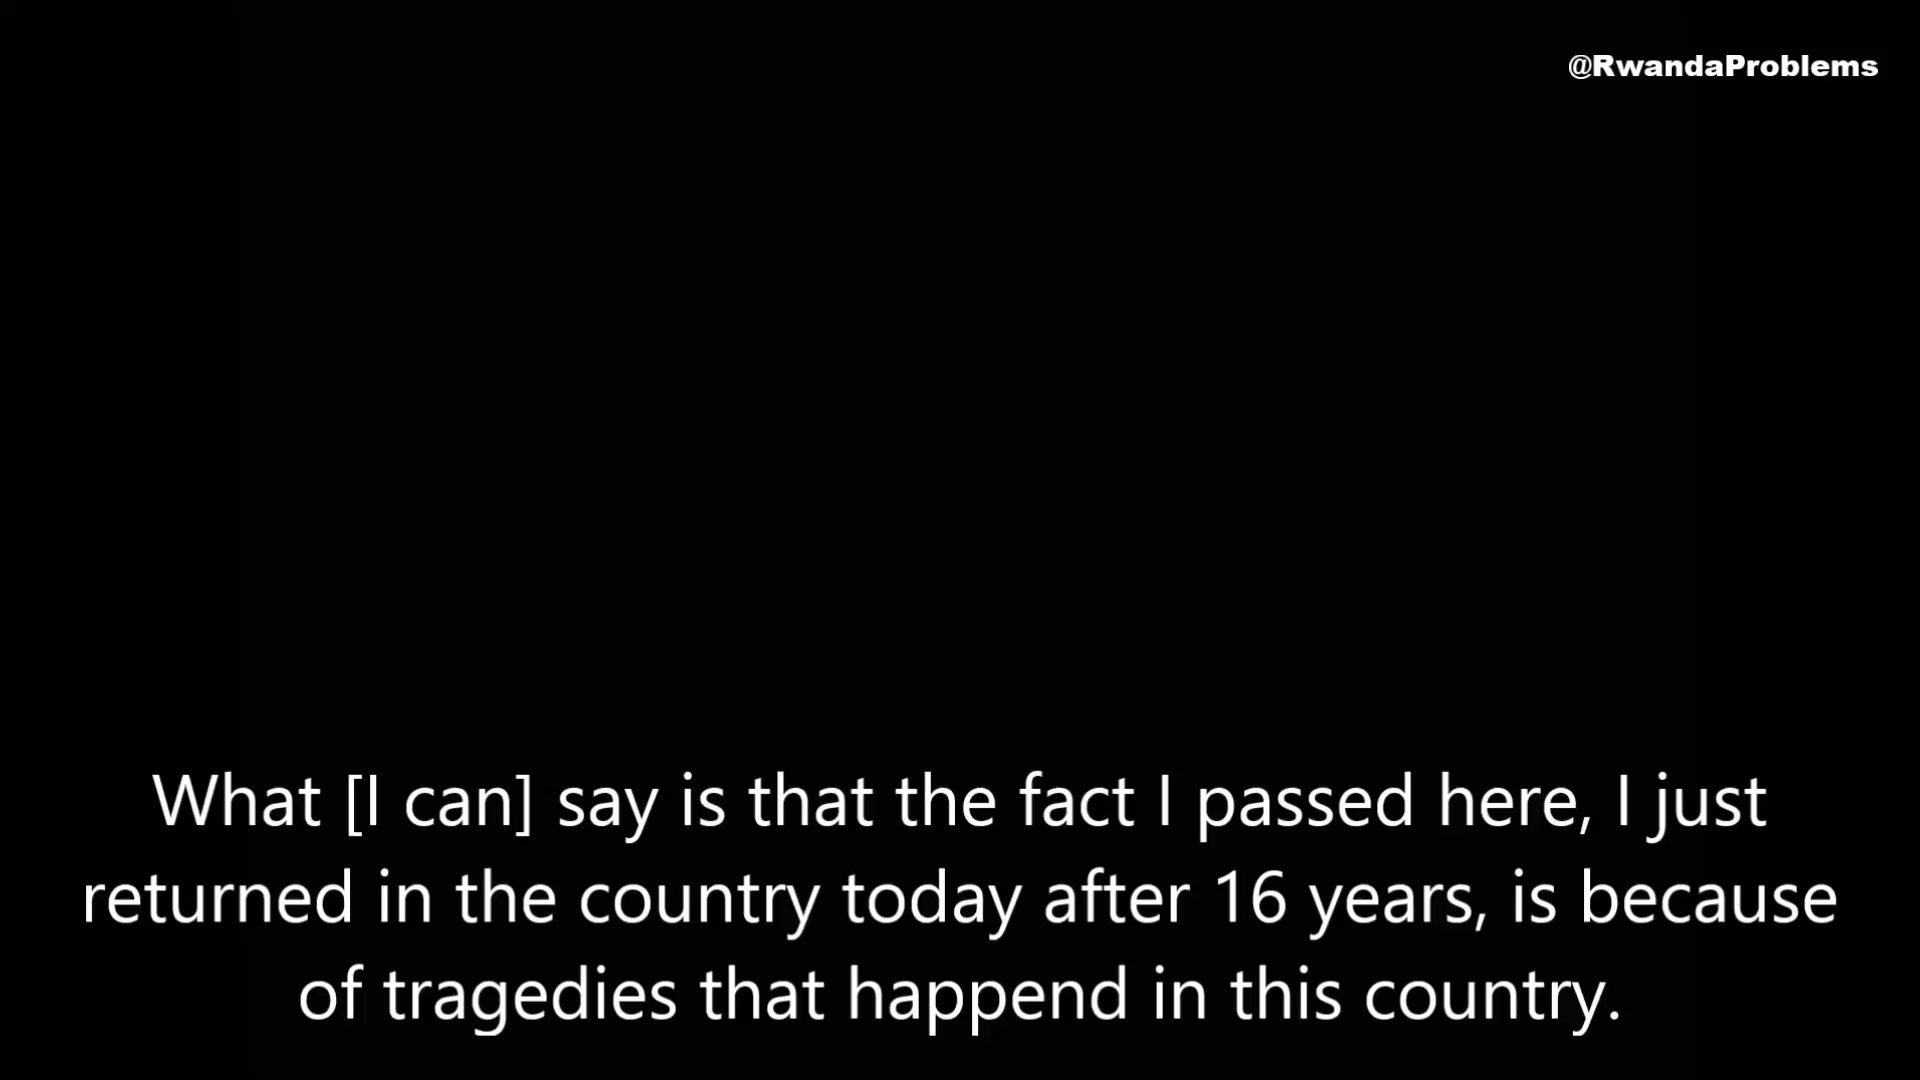 @RwandaProblems
What [I can] say is that the fact I passed here, I just
returned in the country today after 16 years, is because
of tragedies that happend in this country.